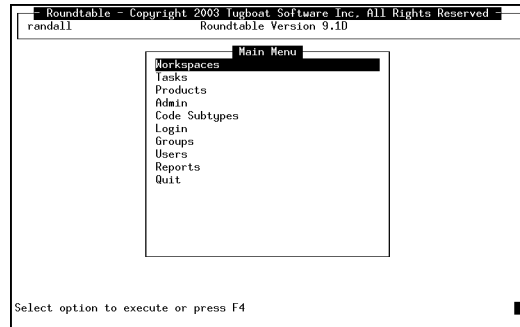 - Roundtable - Copyright 2003 Tugboat Software Inc, All Rights Reserved -
randall Roundtable Version 9.1D
Main Menu
Workspaces
Tasks
Products
Admin
Code Subtypes
Login
Groups
Users
Reports
Quit
Select option to execute or press F4